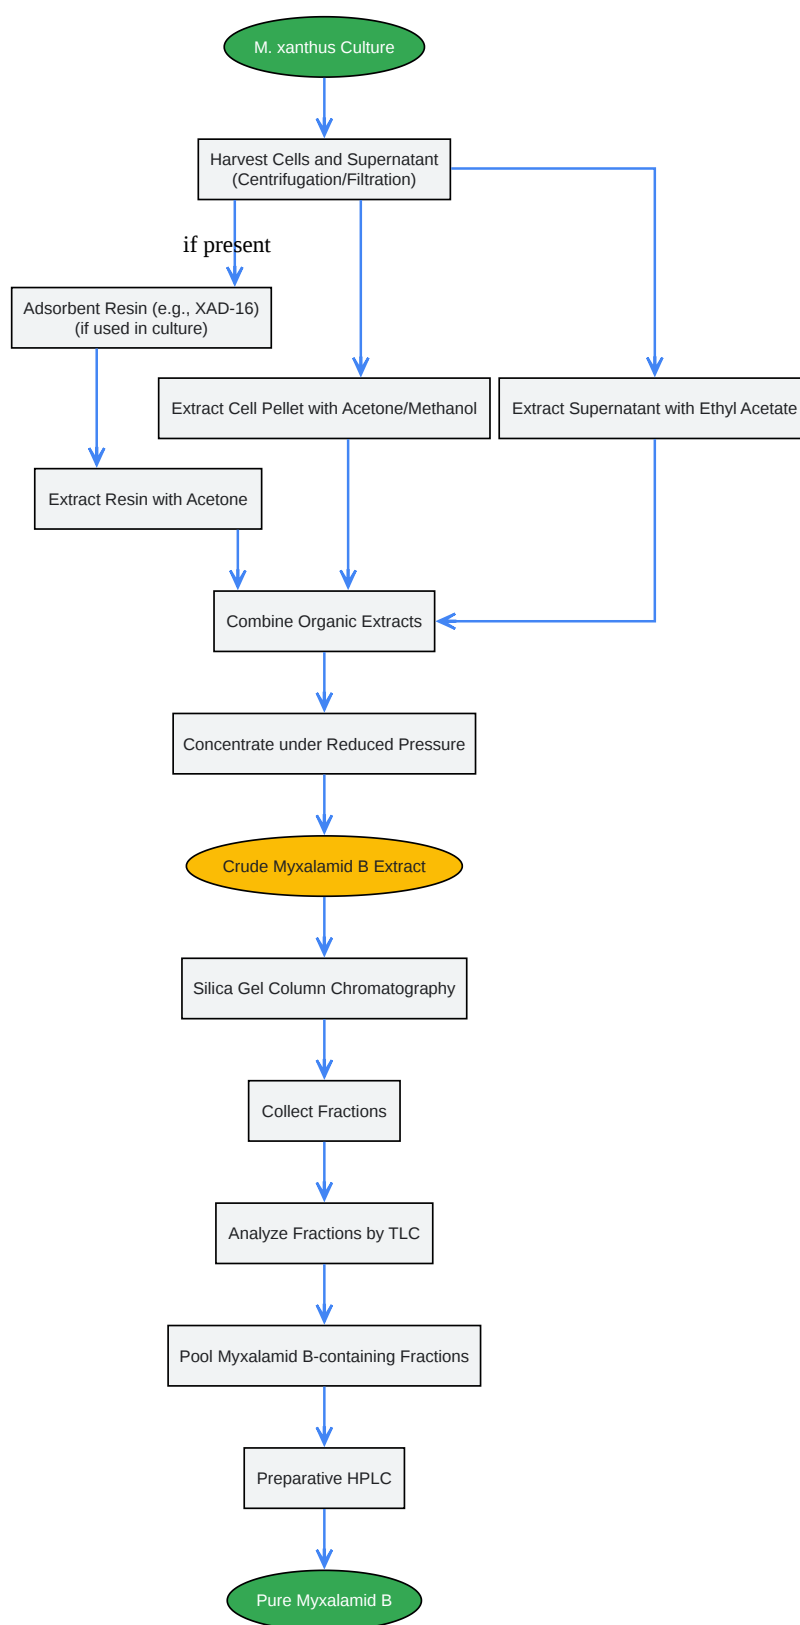 M. xanthus Culture
Harvest Cells and Supernatant
(Centrifugation/Filtration)
if present
Adsorbent Resin (e.g., XAD-16)
(if used in culture)
Extract Cell Pellet with Acetone/Methanol
Extract Supernatant with Ethyl Acetate
Extract Resin with Acetone
Combine Organic Extracts
Concentrate under Reduced Pressure
Crude Myxalamid B Extract
Silica Gel Column Chromatography
Collect Fractions
Analyze Fractions by TLC
Pool Myxalamid B-containing Fractions
Preparative HPLC
Pure Myxalamid B